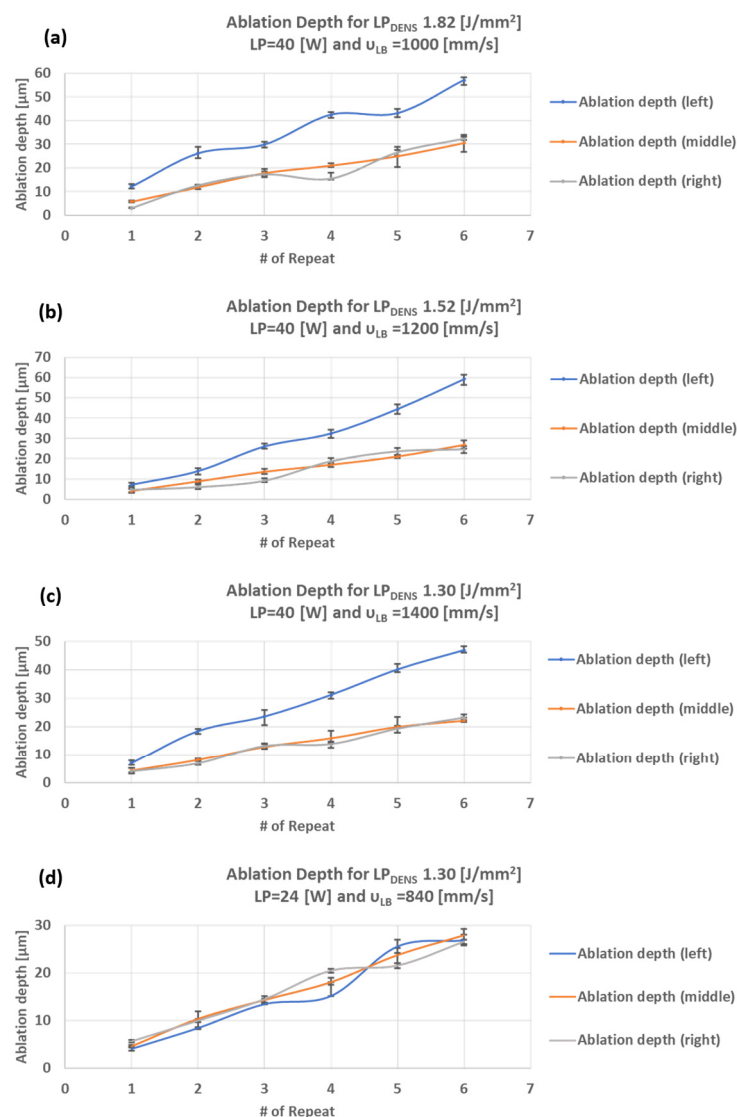 (a)
Ablation Depth for LP_DENS 1.82 [J/mm²]
LP=40 [W] and υ_LB =1000 [mm/s]
Ablation depth [µm]
60
50
40
30
20
10
0
0 1 2 3 4 5 6 7
# of Repeat
Ablation depth (left)
Ablation depth (middle)
Ablation depth (right)
(b)
Ablation Depth for LP_DENS 1.52 [J/mm²]
LP=40 [W] and υ_LB =1200 [mm/s]
Ablation depth [µm]
70
60
50
40
30
20
10
0
0 1 2 3 4 5 6 7
# of Repeat
Ablation depth (left)
Ablation depth (middle)
Ablation depth (right)
(c)
Ablation Depth for LP_DENS 1.30 [J/mm²]
LP=40 [W] and υ_LB =1400 [mm/s]
Ablation depth [µm]
50
40
30
20
10
0
0 1 2 3 4 5 6 7
# of Repeat
Ablation depth (left)
Ablation depth (middle)
Ablation depth (right)
(d)
Ablation Depth for LP_DENS 1.30 [J/mm²]
LP=24 [W] and υ_LB =840 [mm/s]
Ablation depth [µm]
30
20
10
0
0 1 2 3 4 5 6 7
# of Repeat
Ablation depth (left)
Ablation depth (middle)
Ablation depth (right)